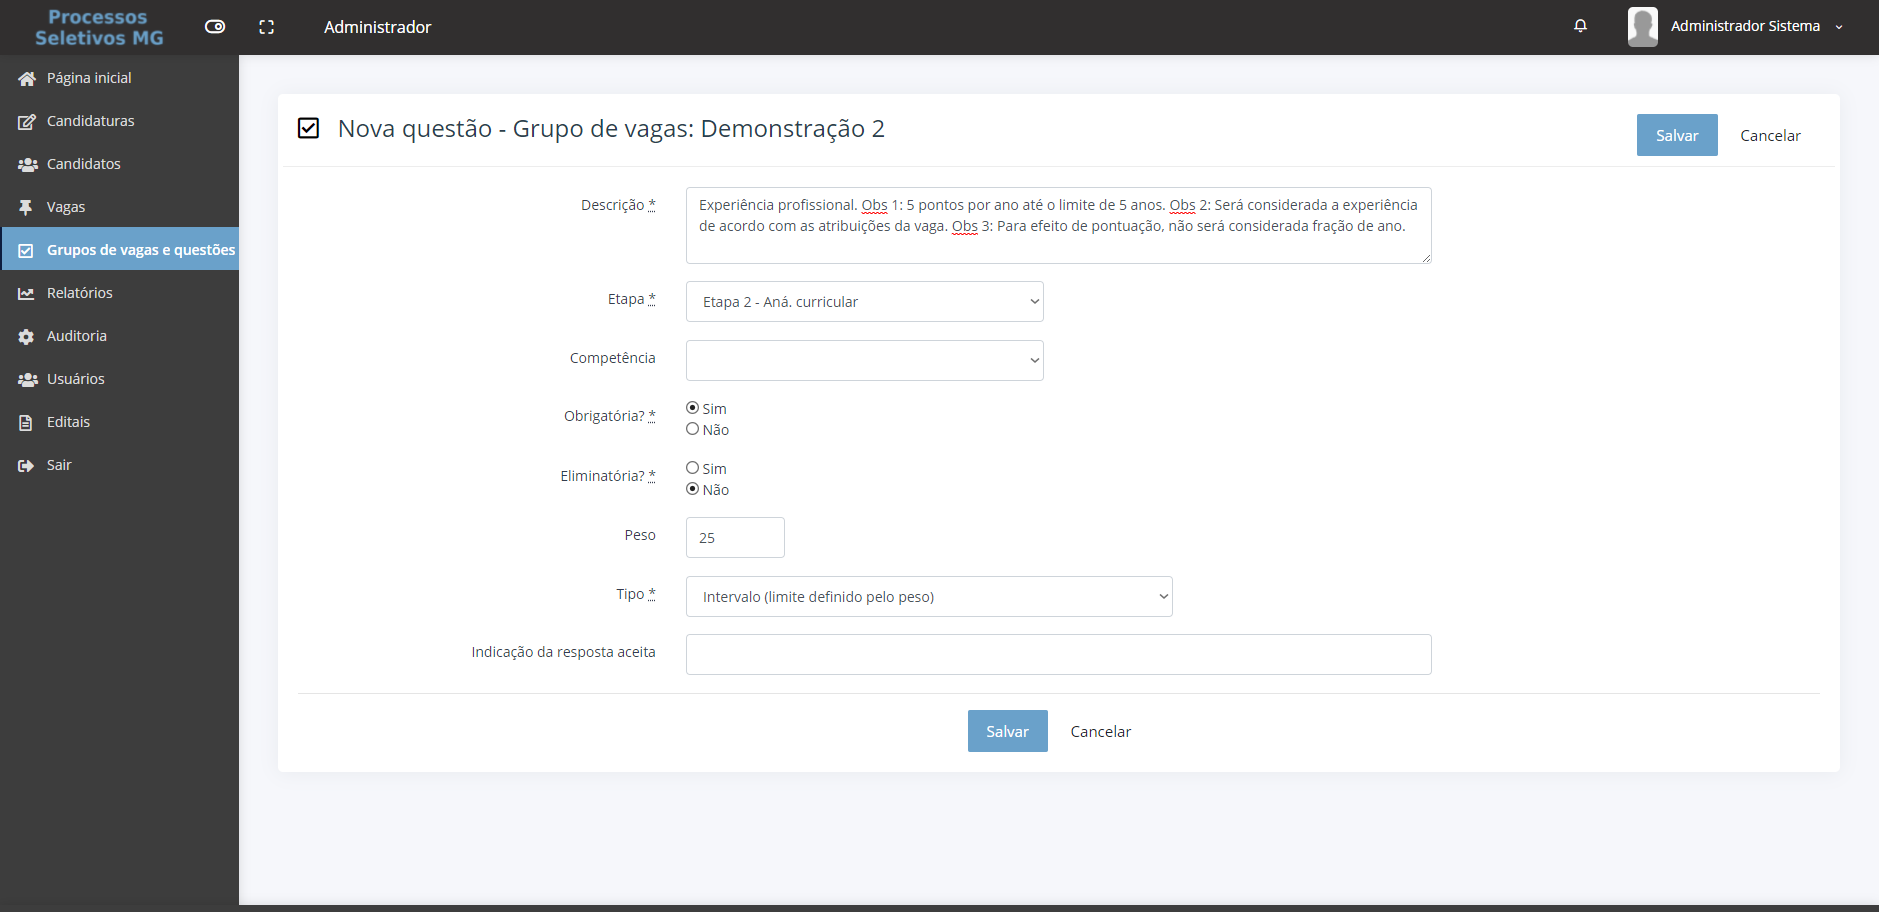 Processos
Seletivos MG
Administrador
Administrador Sistema
Página inicial
Candidaturas
Candidatos
Vagas
Grupos de vagas e questões
Relatórios
Auditoria
Usuários
Editais
Sair
Nova questão - Grupo de vagas: Demonstração 2
Salvar
Cancelar
Descrição *
Experiência profissional. Obs 1: 5 pontos por ano até o limite de 5 anos. Obs 2: Será considerada a experiência
de acordo com as atribuições da vaga. Obs 3: Para efeito de pontuação, não será considerada fração de ano.
Etapa *
Etapa 2 - Aná. curricular
Competência
Obrigatória? *
Sim
Não
Eliminatória? *
Sim
Não
Peso
25
Tipo *
Intervalo (limite definido pelo peso)
Indicação da resposta aceita
Salvar
Cancelar